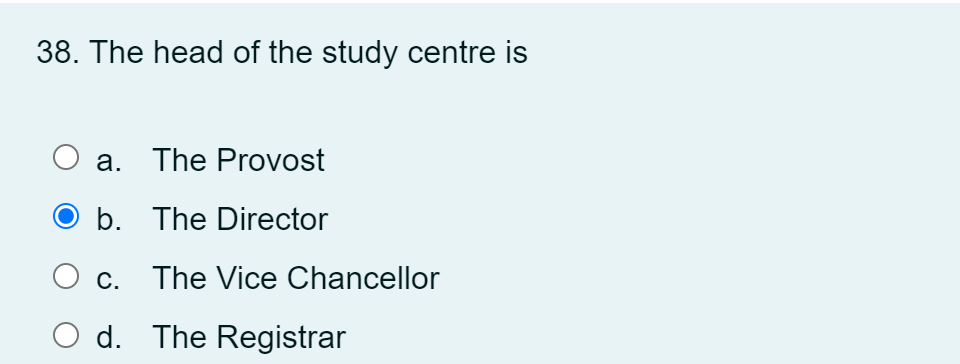 38. The head of the study centre is
a. The Provost
b. The Director
c. The Vice Chancellor
d. The Registrar